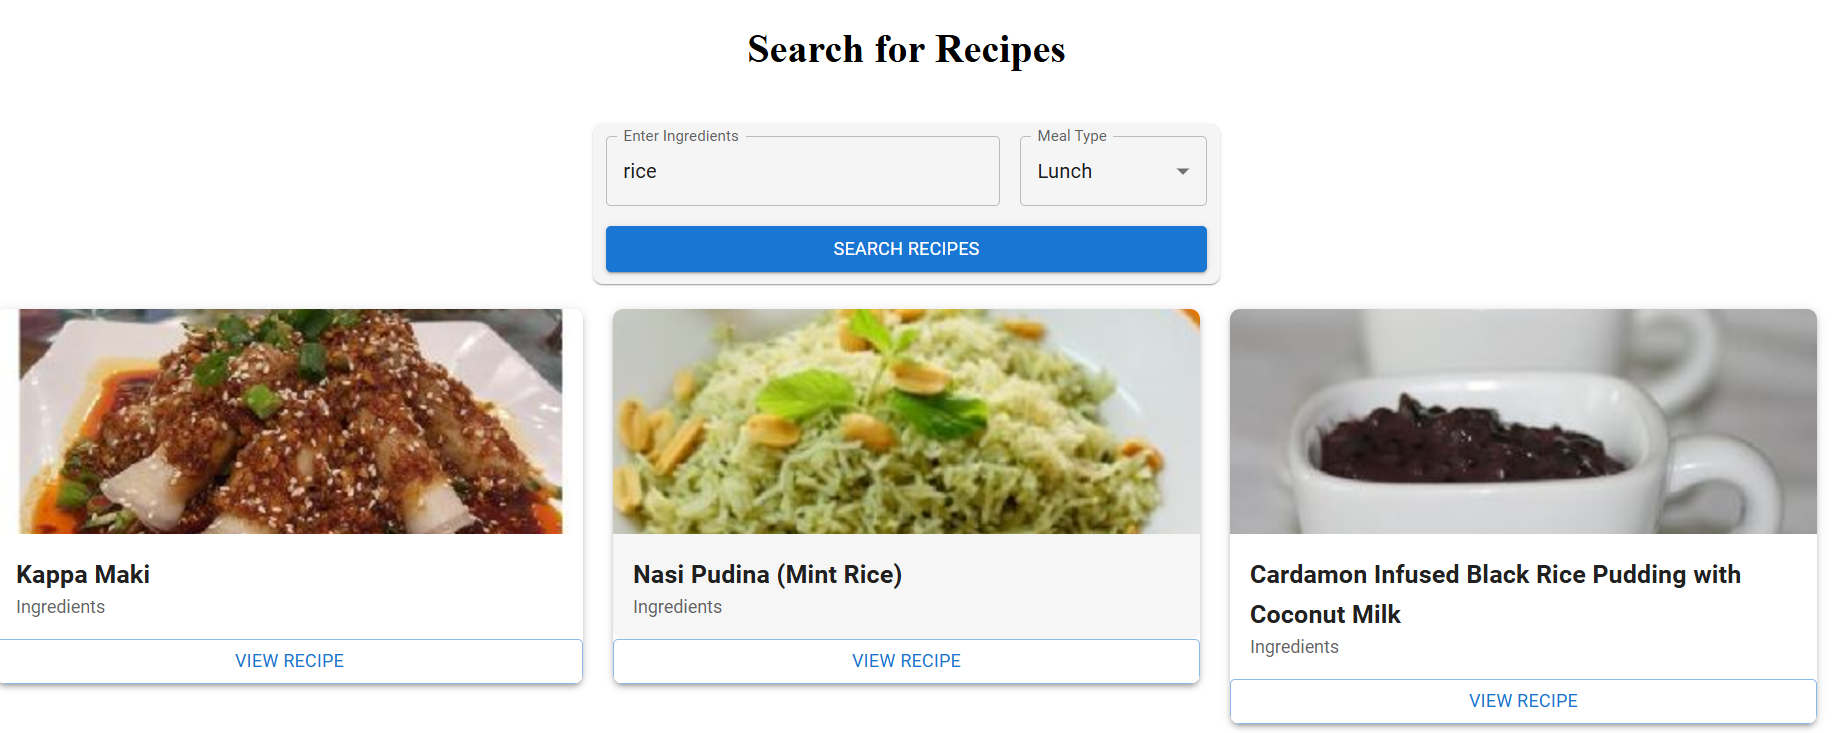 Search for Recipes
Enter Ingredients
Meal Type
rice
Lunch
SEARCH RECIPES
Kappa Maki
Ingredients
VIEW RECIPE
Nasi Pudina (Mint Rice)
Ingredients
VIEW RECIPE
Cardamon Infused Black Rice Pudding with
Coconut Milk
Ingredients
VIEW RECIPE